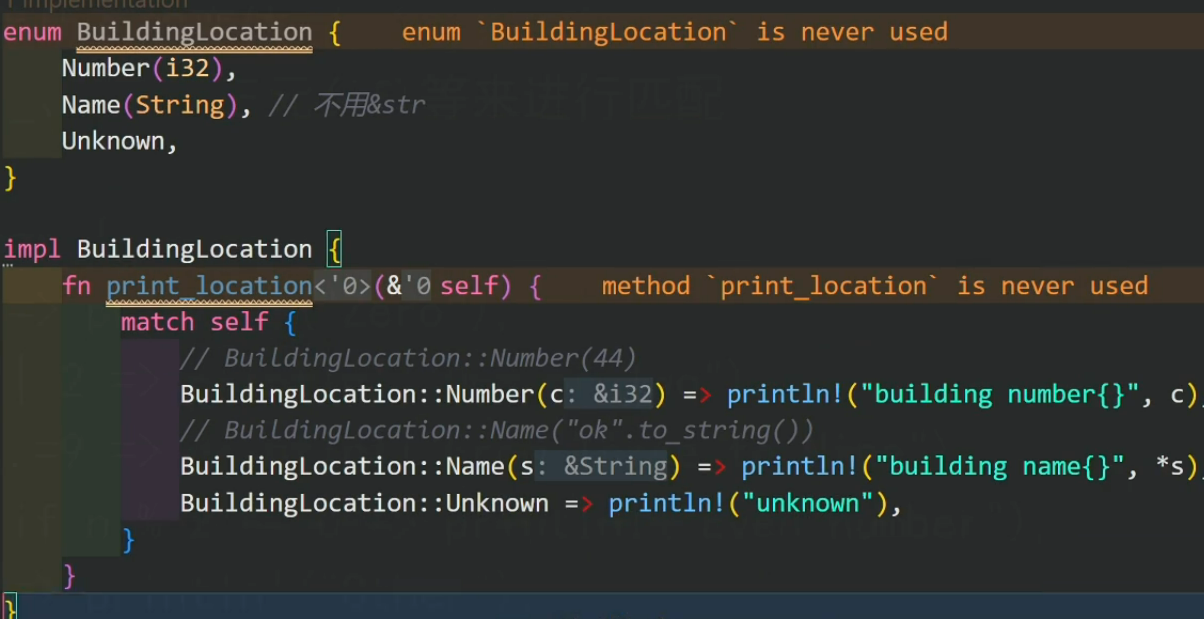 1 implementation
enum BuildingLocation {    enum `BuildingLocation` is never used
Number(i32),
Name(String), // 不用&str
Unknown,
}
impl BuildingLocation {
fn print_location<'0>(&'0 self) {    method `print_location` is never used
match self {
// BuildingLocation::Number(44)
BuildingLocation::Number(c: &i32) => println!("building number{}", c),
// BuildingLocation::Name("ok".to_string())
BuildingLocation::Name(s: &String) => println!("building name{}", *s),
BuildingLocation::Unknown => println!("unknown"),
}
}
}